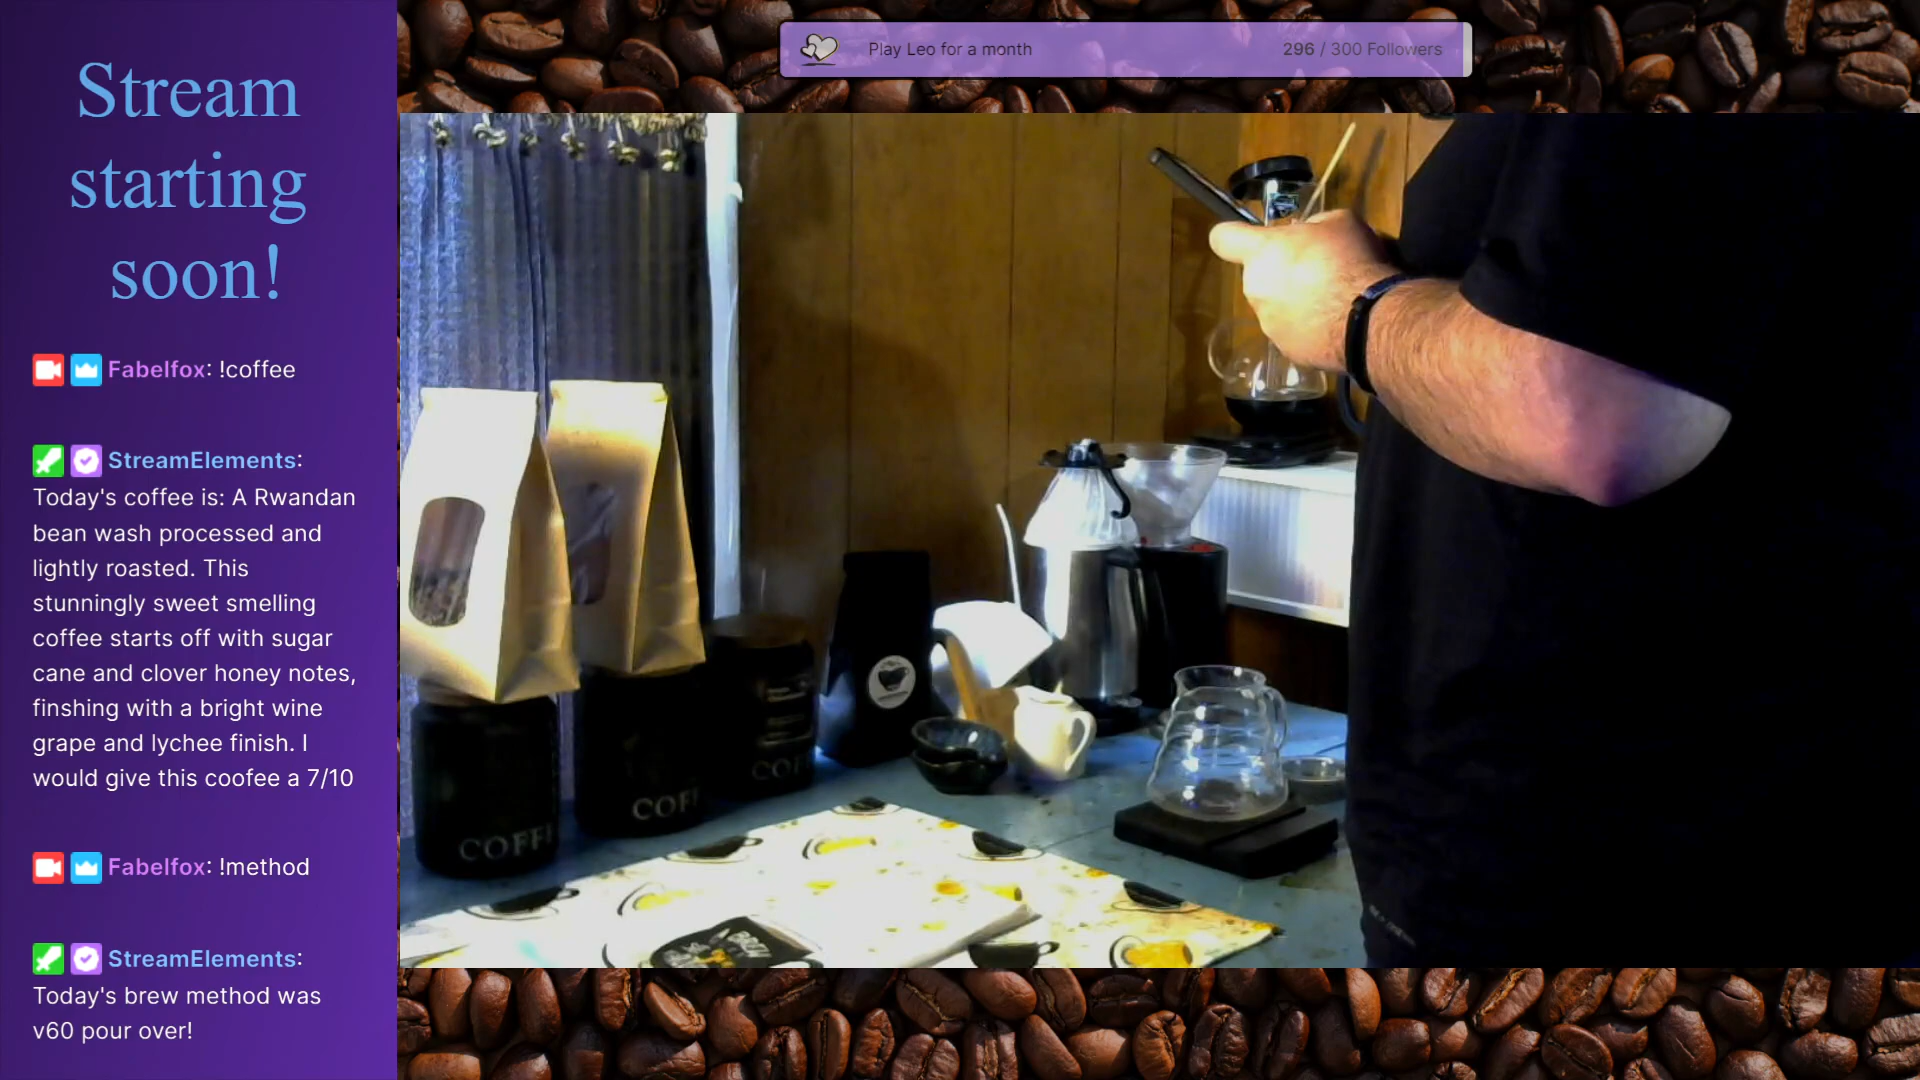 Stream
starting
soon!
Play Leo for a month
296 / 300 Followers
Fabelfox: !coffee
StreamElements:
Today's coffee is: A Rwandan
bean wash processed and
lightly roasted. This
stunningly sweet smelling
coffee starts off with sugar
cane and clover honey notes,
finshing with a bright wine
grape and lychee finish. I
would give this coofee a 7/10
Fabelfox: !method
StreamElements:
Today's brew method was
v60 pour over!
COFF
COFF
COF